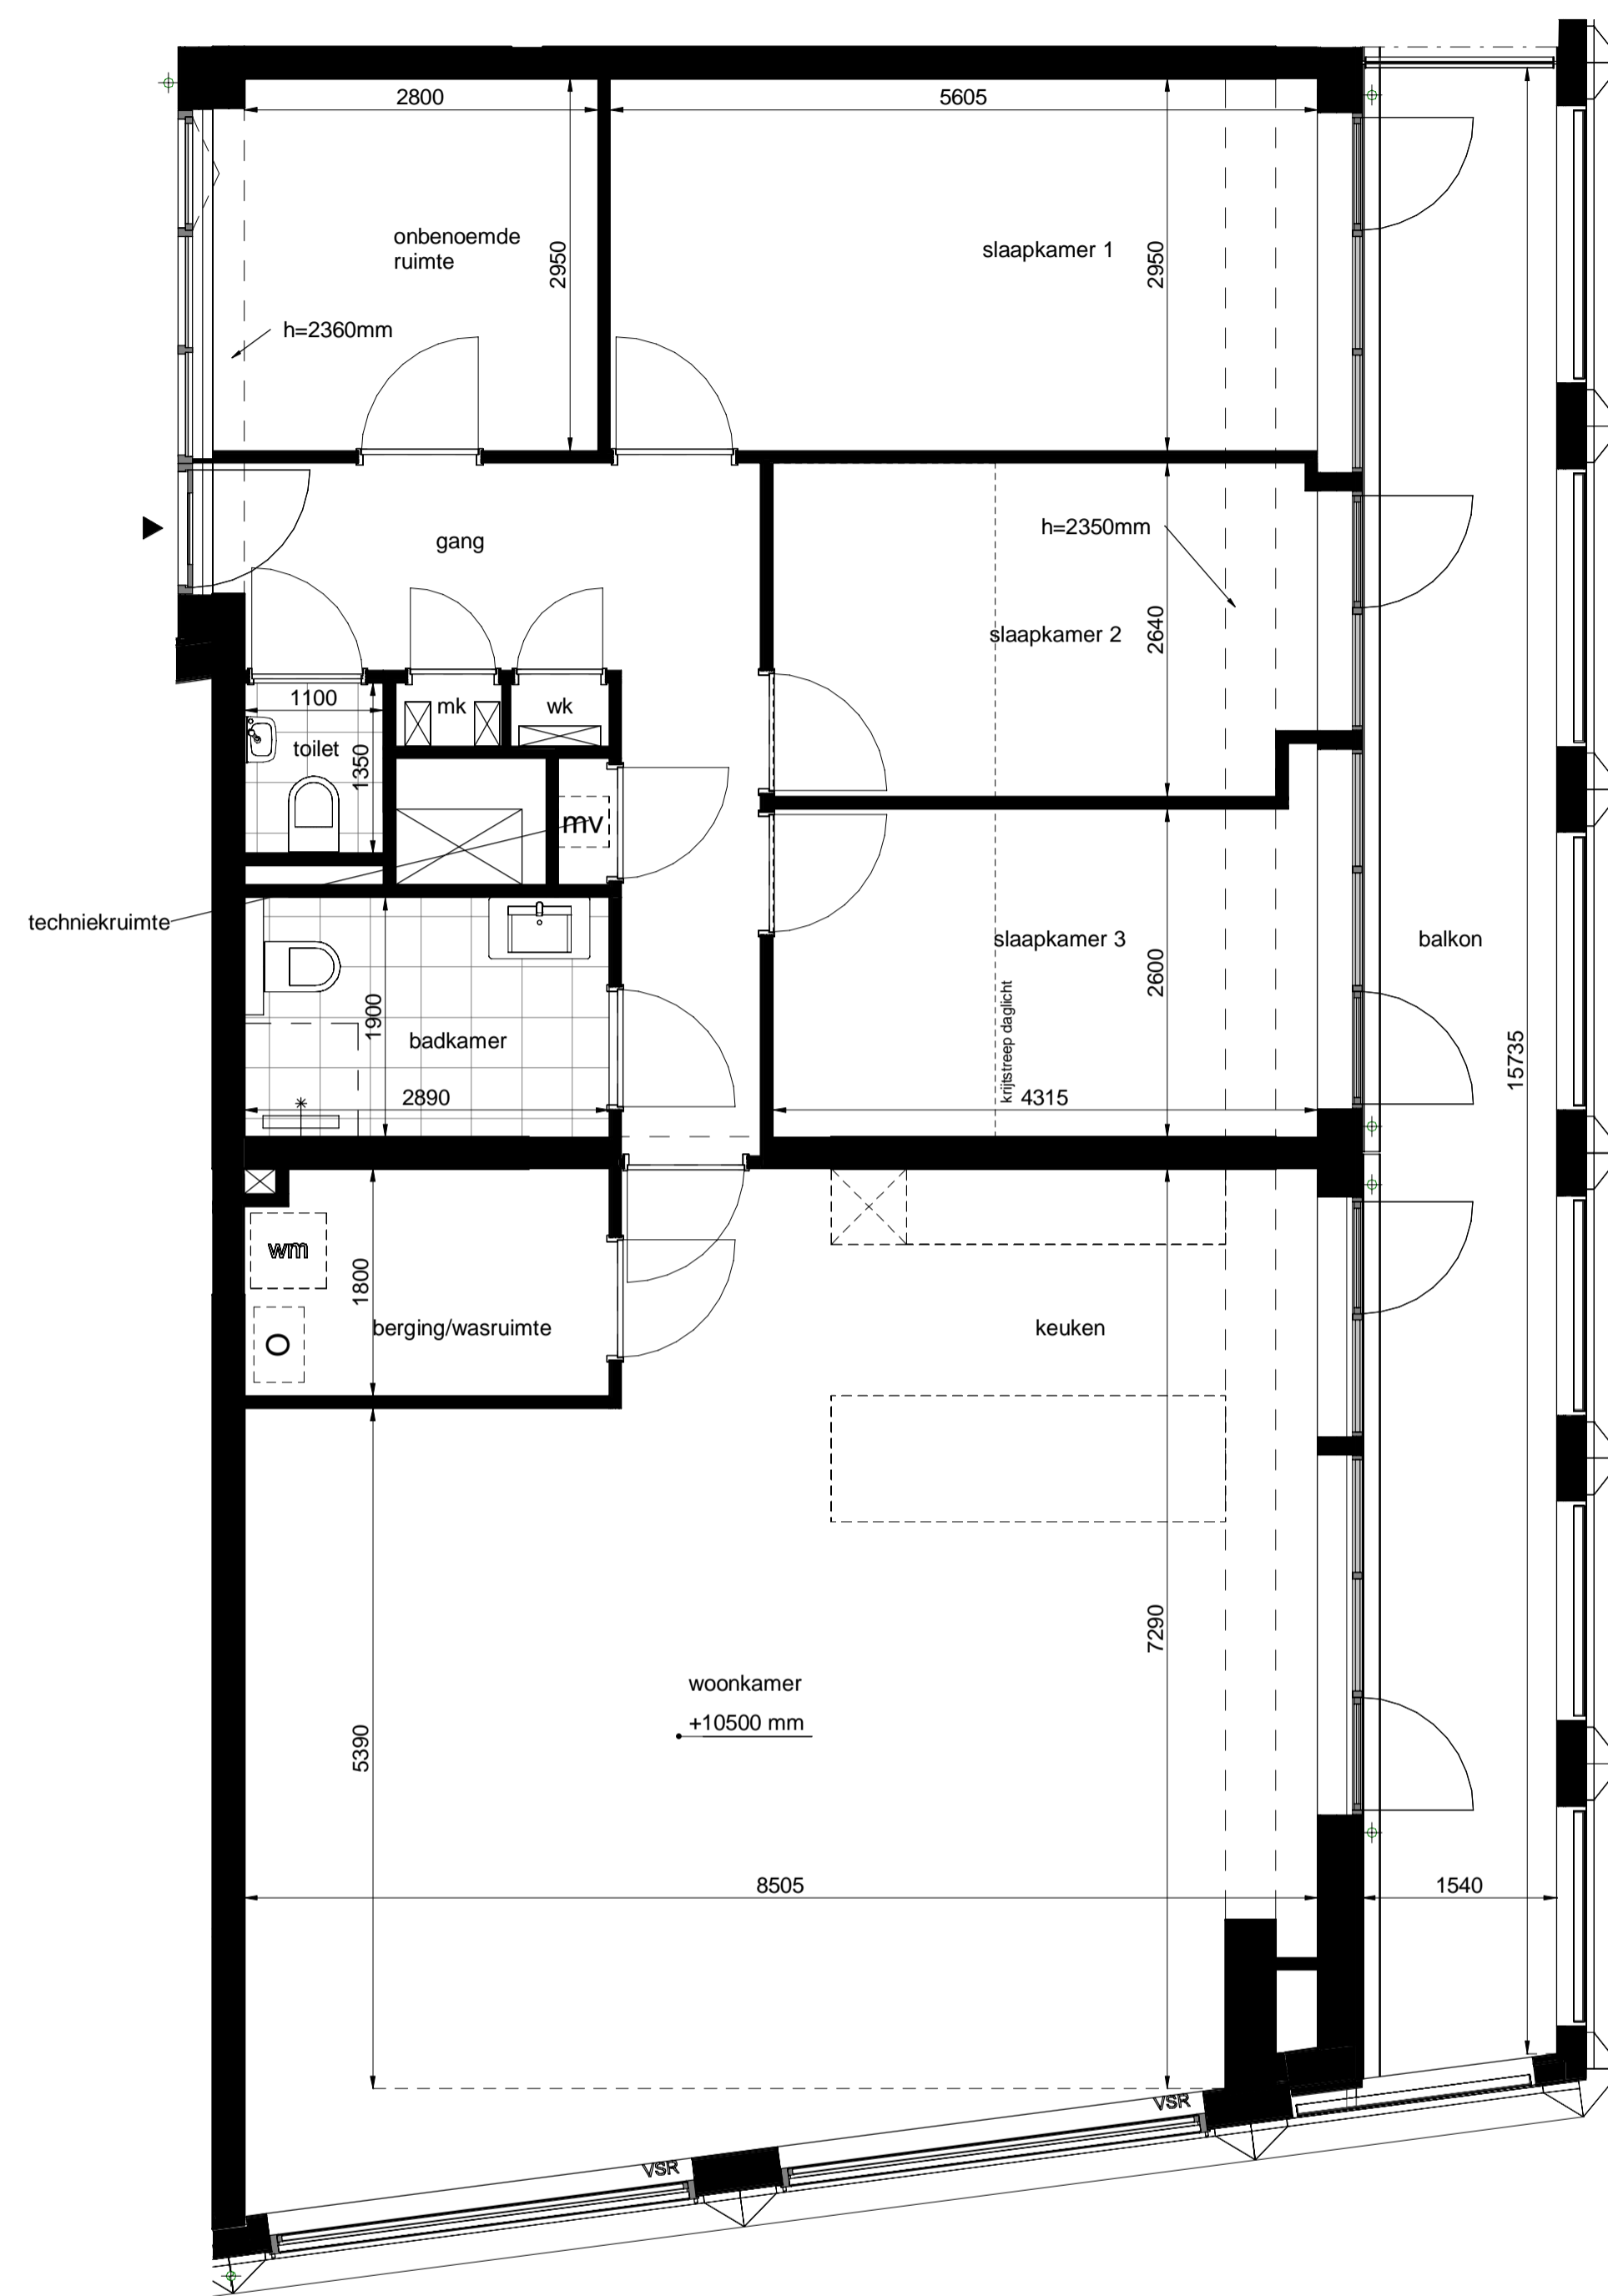 2800
5605
onbenoemde
ruimte
2950
slaapkamer 1
2950
h=2360mm
gang
h=2350mm
slaapkamer 2
2640
1100
mk
wk
toilet
1350
mv
techniekruimte
slaapkamer 3
2600
balkon
1900
badkamer
krijtstreep daglicht
15735
2890
4315
wm
1800
berging/wasruimte
O
keuken
7290
woonkamer
+10500 mm
5390
8505
1540
VSR
VSR